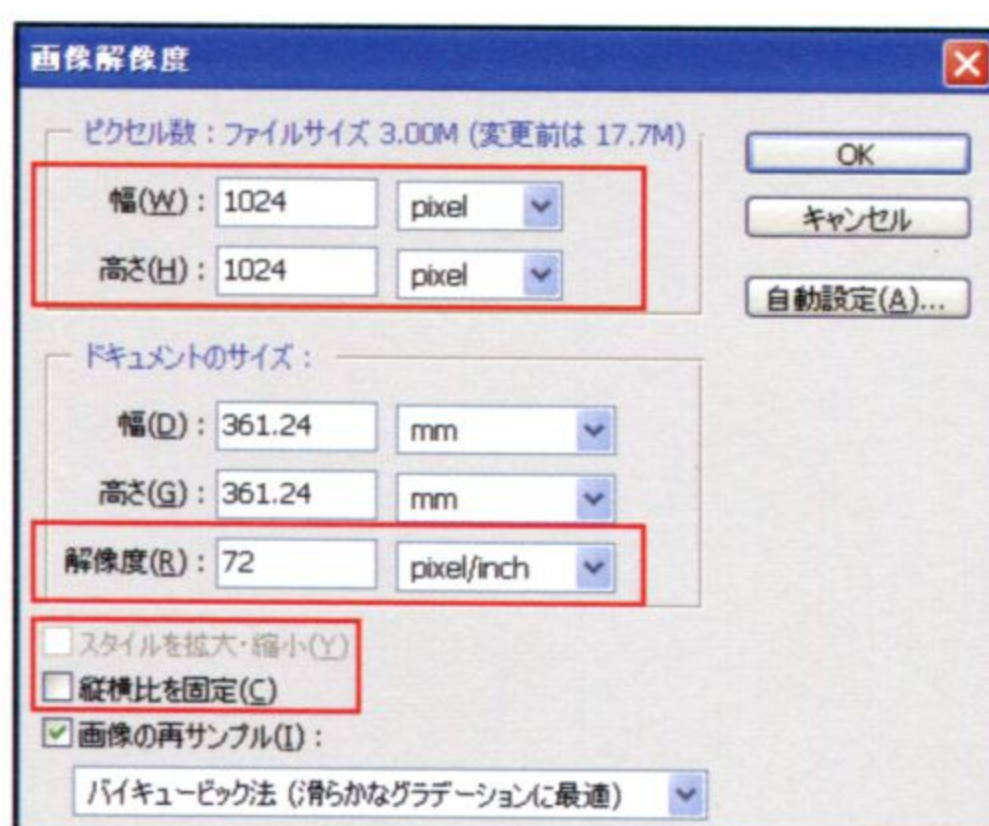 画像解像度
ピクセル数：ファイルサイズ 3.00M (変更前は 17.7M)
幅(W)：1024 pixel
高さ(H)：1024 pixel
OK
キャンセル
自動設定(A)...
ドキュメントのサイズ：
幅(D)：361.24 mm
高さ(G)：361.24 mm
解像度(R)：72 pixel/inch
スタイルを拡大・縮小(Y)
縦横比を固定(C)
画像の再サンプル(I)：
バイキュービック法 (滑らかなグラデーションに最適)